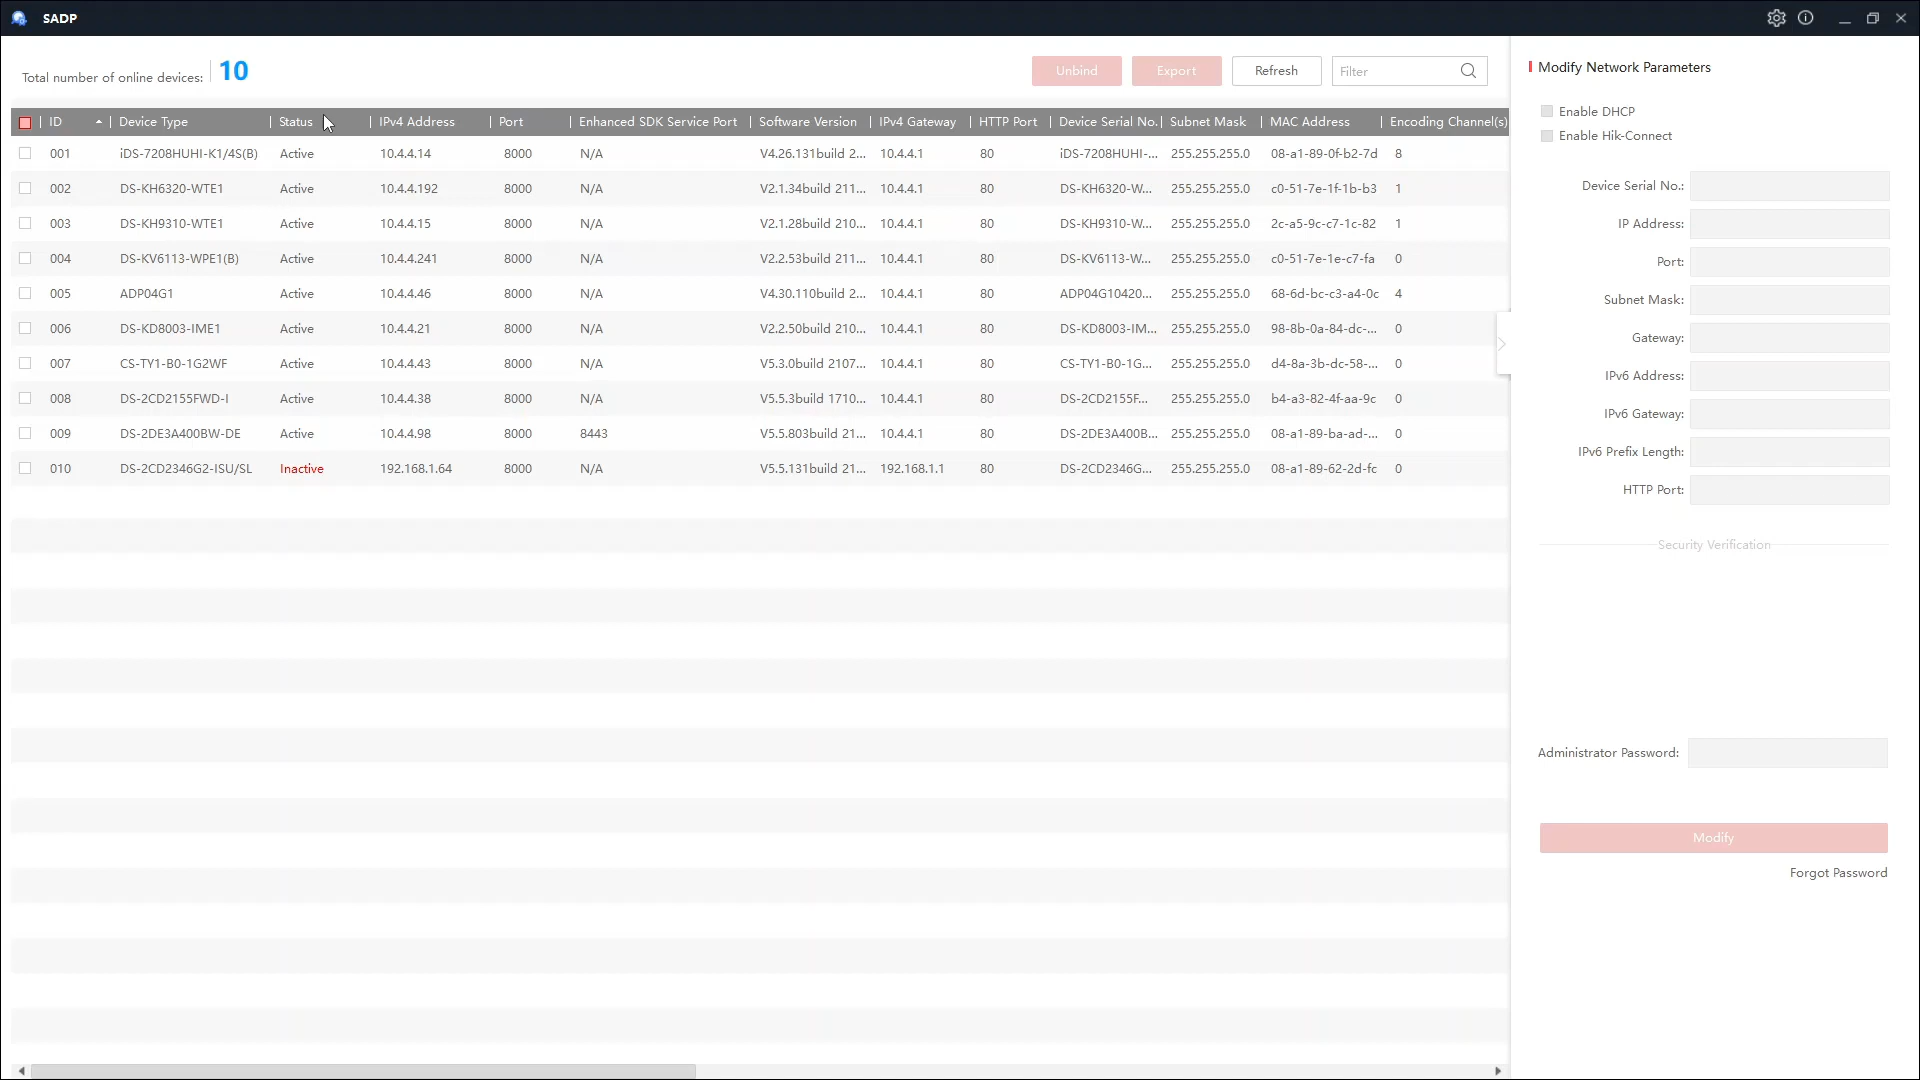 SADP
Total number of online devices: 10
Unbind Export Refresh Filter
ID Device Type Status IPv4 Address Port Enhanced SDK Service Port Software Version IPv4 Gateway HTTP Port Device Serial No. Subnet Mask MAC Address Encoding Channel(s)
001 iDS-7208HUHI-K1/4S(B) Active 10.4.4.14 8000 N/A V4.26.131build 2... 10.4.4.1 80 iDS-7208HUHI-... 255.255.255.0 08-a1-89-0f-b2-7d 8
002 DS-KH6320-WTE1 Active 10.4.4.192 8000 N/A V2.1.34build 211... 10.4.4.1 80 DS-KH6320-W... 255.255.255.0 c0-51-7e-1f-1b-b3 1
003 DS-KH9310-WTE1 Active 10.4.4.15 8000 N/A V2.1.28build 210... 10.4.4.1 80 DS-KH9310-W... 255.255.255.0 2c-a5-9c-c7-1c-82 1
004 DS-KV6113-WPE1(B) Active 10.4.4.241 8000 N/A V2.2.53build 211... 10.4.4.1 80 DS-KV6113-W... 255.255.255.0 c0-51-7e-1e-c7-fa 0
005 ADP04G1 Active 10.4.4.46 8000 N/A V4.30.110build 2... 10.4.4.1 80 ADP04G10420... 255.255.255.0 68-6d-bc-c3-a4-0c 4
006 DS-KD8003-IME1 Active 10.4.4.21 8000 N/A V2.2.50build 210... 10.4.4.1 80 DS-KD8003-IM... 255.255.255.0 98-8b-0a-84-dc-... 0
007 CS-TY1-B0-1G2WF Active 10.4.4.43 8000 N/A V5.3.0build 2107... 10.4.4.1 80 CS-TY1-B0-1G... 255.255.255.0 d4-8a-3b-dc-58-... 0
008 DS-2CD2155FWD-I Active 10.4.4.38 8000 N/A V5.5.3build 1710... 10.4.4.1 80 DS-2CD2155F... 255.255.255.0 b4-a3-82-4f-aa-9c 0
009 DS-2DE3A400BW-DE Active 10.4.4.98 8000 8443 V5.5.803build 21... 10.4.4.1 80 DS-2DE3A400B... 255.255.255.0 08-a1-89-ba-ad-... 0
010 DS-2CD2346G2-ISU/SL Inactive 192.168.1.64 8000 N/A V5.5.131build 21... 192.168.1.1 80 DS-2CD2346G... 255.255.255.0 08-a1-89-62-2d-fc 0
Modify Network Parameters
Enable DHCP
Enable Hik-Connect
Device Serial No.:
IP Address:
Port:
Subnet Mask:
Gateway:
IPv6 Address:
IPv6 Gateway:
IPv6 Prefix Length:
HTTP Port:
Security Verification
Administrator Password:
Modify
Forgot Password